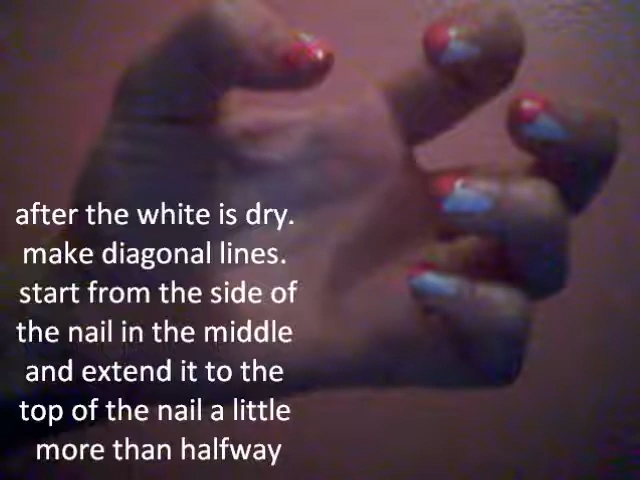 after the white is dry.
make diagonal lines.
start from the side of
the nail in the middle
and extend it to the
top of the nail a little
more than halfway